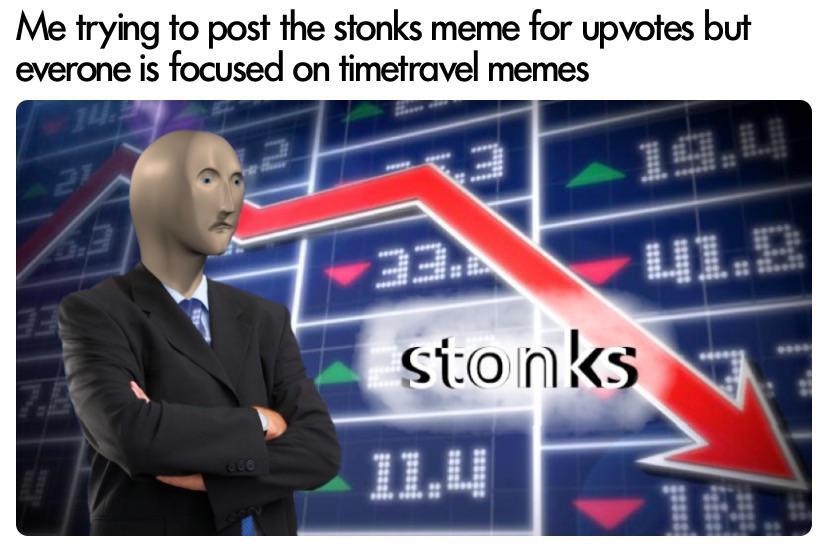 Me trying to post the stonks meme for upvotes but
everone is focused on timetravel memes
19.4
41.8
stonks
11.4